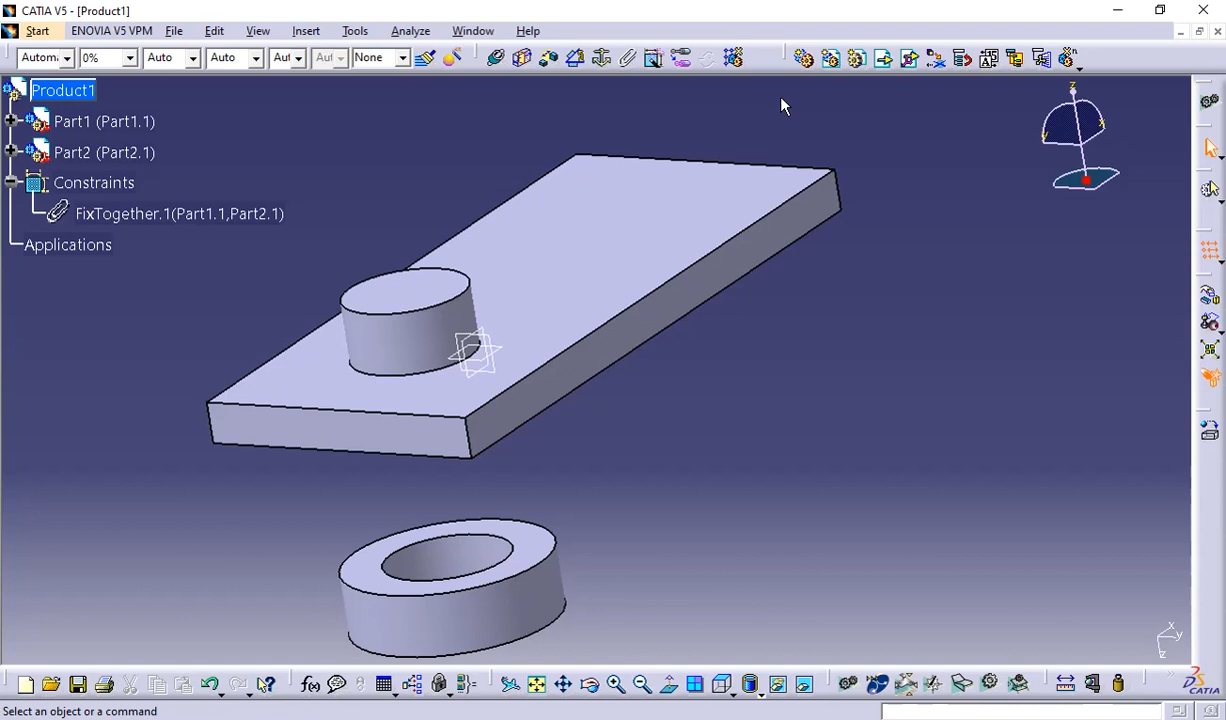 CATIA V5 - [Product1]
Start ENOVIA V5 VPM File Edit View Insert Tools Analyze Window Help
Autom 0% Auto Auto Aut Aut None
Product1
Part1 (Part1.1)
Part2 (Part2.1)
Constraints
FixTogether.1(Part1.1,Part2.1)
Applications
z
x
y
x
y
z
f(x)
CATIA
Select an object or a command